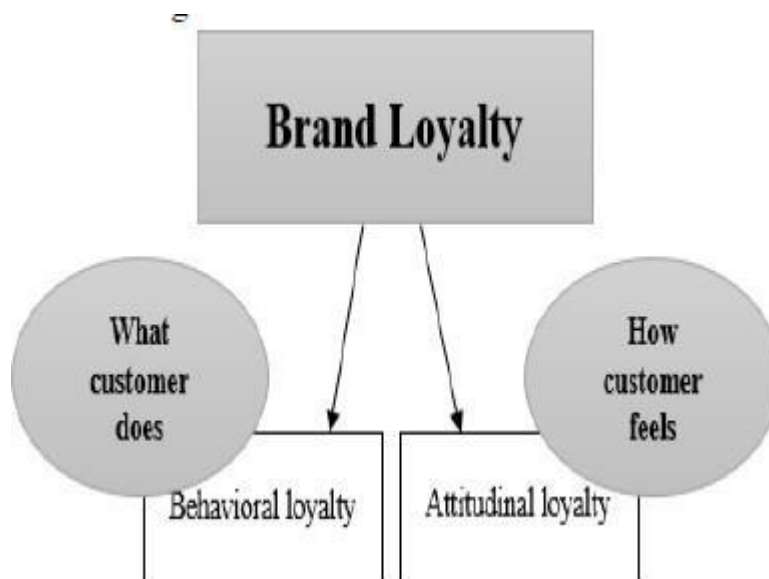 Brand Loyalty
What
customer
does
How
customer
feels
Behavioral loyalty
Attitudinal loyalty